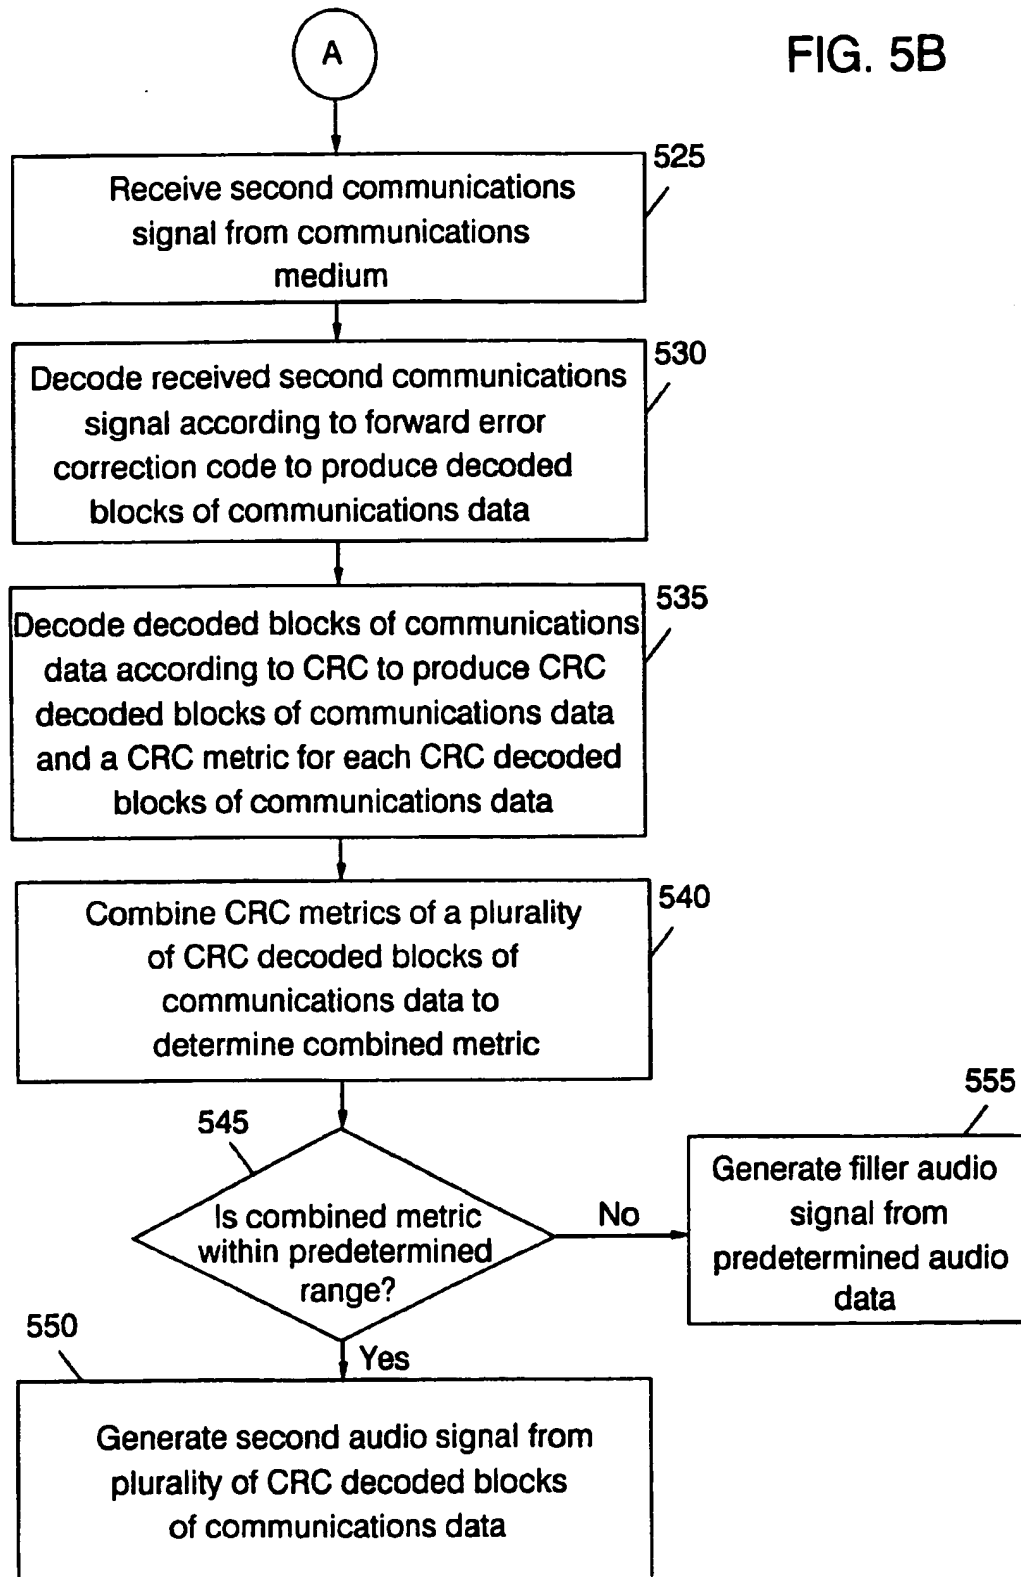 FIG. 5B
A
525
Receive second communications
signal from communications
medium
530
Decode received second communications
signal according to forward error
correction code to produce decoded
blocks of communications data
535
Decode decoded blocks of communications
data according to CRC to produce CRC
decoded blocks of communications data
and a CRC metric for each CRC decoded
blocks of communications data
540
Combine CRC metrics of a plurality
of CRC decoded blocks of
communications data to
determine combined metric
545
Is combined metric
within predetermined
range?
No
555
Generate filler audio
signal from
predetermined audio
data
Yes
550
Generate second audio signal from
plurality of CRC decoded blocks
of communications data